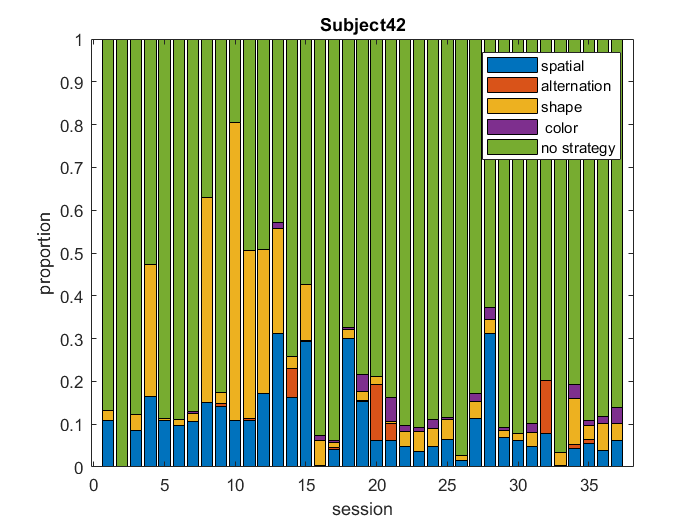 Subject42
1
0.9
0.8
0.7
0.6
0.5
0.4
0.3
0.2
0.1
0
proportion
spatial
alternation
shape
color
no strategy
0 5 10 15 20 25 30 35
session